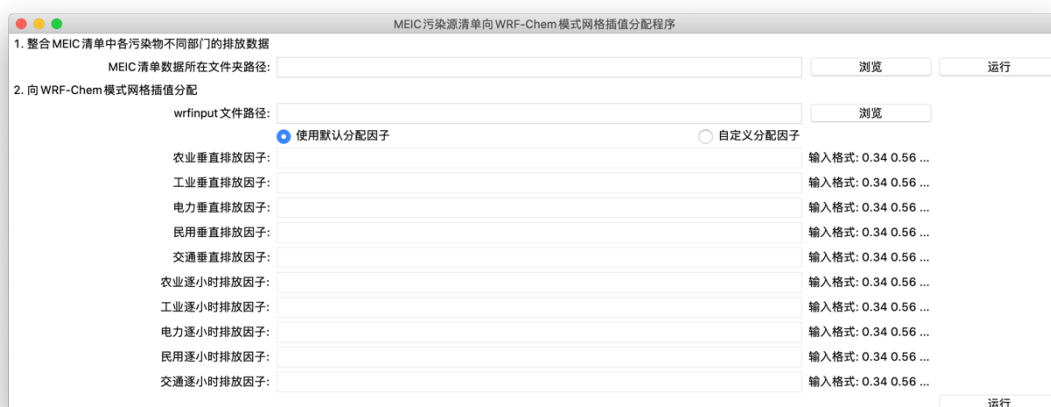 MEIC污染源清单向WRF-Chem模式网格插值分配程序
1. 整合MEIC清单中各污染物不同部门的排放数据
MEIC清单数据所在文件夹路径: 浏览 运行
2. 向WRF-Chem模式网格插值分配
wrfinput文件路径: 浏览
使用默认分配因子 自定义分配因子
农业垂直排放因子: 输入格式: 0.34 0.56 ...
工业垂直排放因子: 输入格式: 0.34 0.56 ...
电力垂直排放因子: 输入格式: 0.34 0.56 ...
民用垂直排放因子: 输入格式: 0.34 0.56 ...
交通垂直排放因子: 输入格式: 0.34 0.56 ...
农业逐小时排放因子: 输入格式: 0.34 0.56 ...
工业逐小时排放因子: 输入格式: 0.34 0.56 ...
电力逐小时排放因子: 输入格式: 0.34 0.56 ...
民用逐小时排放因子: 输入格式: 0.34 0.56 ...
交通逐小时排放因子: 输入格式: 0.34 0.56 ...
运行